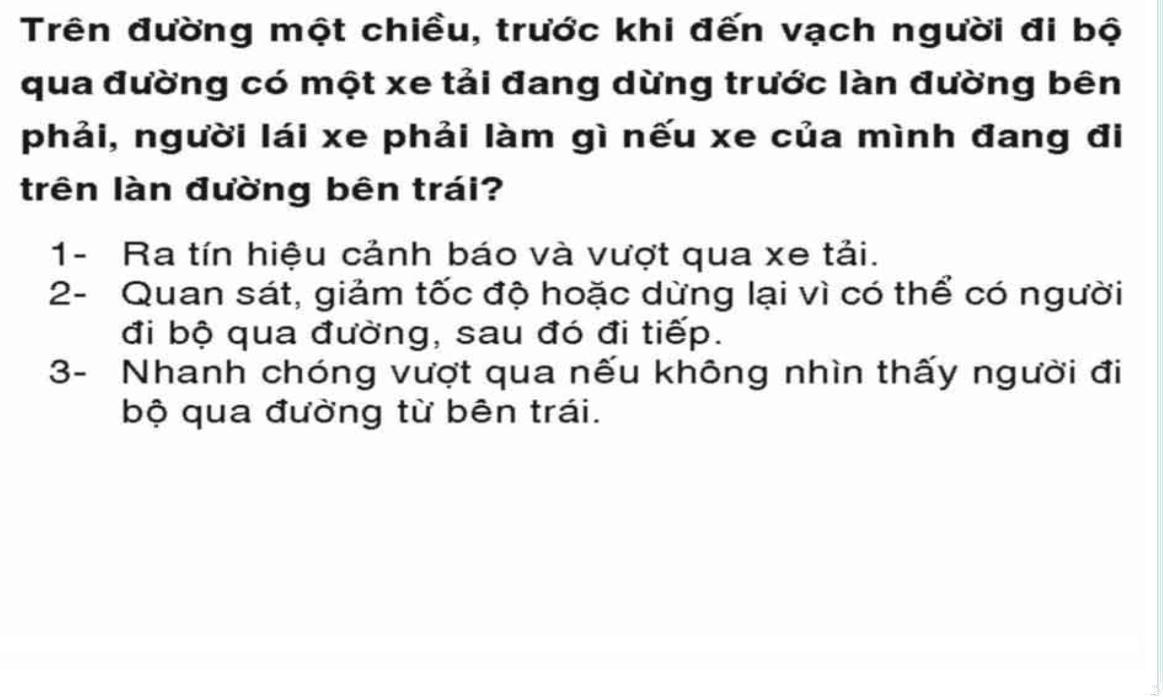 Trên đường một chiều, trước khi đến vạch người đi bộ
qua đường có một xe tải đang dừng trước làn đường bên
phải, người lái xe phải làm gì nếu xe của mình đang đi
trên làn đường bên trái?
1- Ra tín hiệu cảnh báo và vượt qua xe tải.
2- Quan sát, giảm tốc độ hoặc dừng lại vì có thể có người
đi bộ qua đường, sau đó đi tiếp.
3- Nhanh chóng vượt qua nếu không nhìn thấy người đi
bộ qua đường từ bên trái.